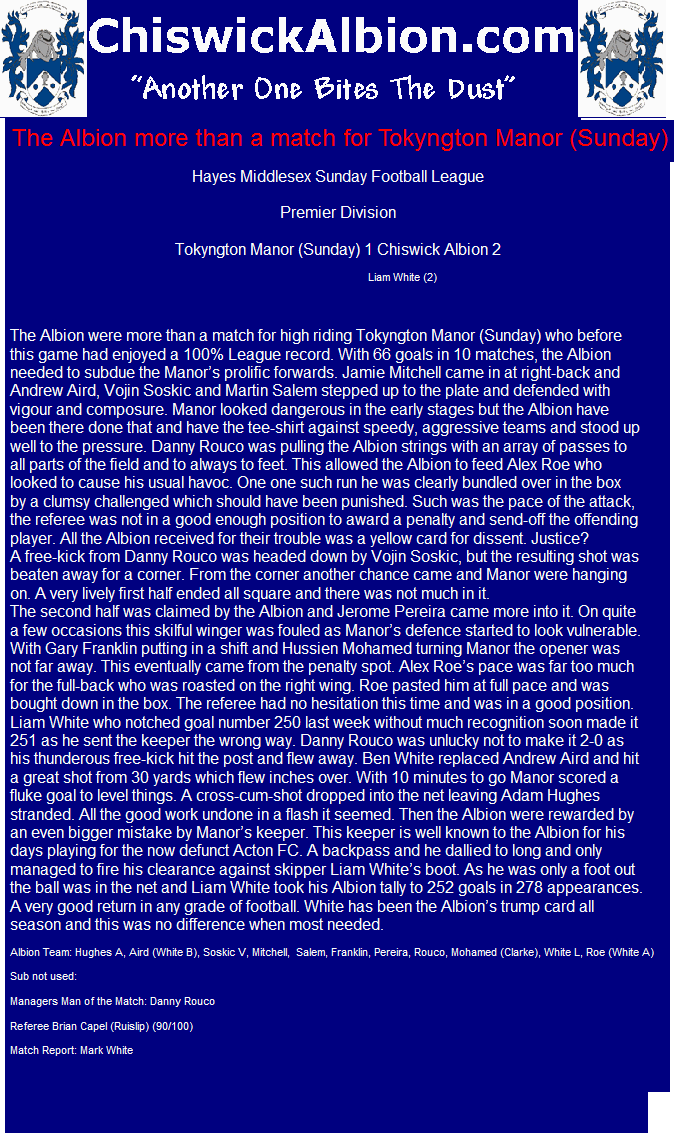 ChiswickAlbion.com
"Another One Bites The Dust"
The Albion more than a match for Tokyngton Manor (Sunday)
Hayes Middlesex Sunday Football League
Premier Division
Tokyngton Manor (Sunday) 1 Chiswick Albion 2
Liam White (2)
The Albion were more than a match for high riding Tokyngton Manor (Sunday) who before
this game had enjoyed a 100% League record. With 66 goals in 10 matches, the Albion
needed to subdue the Manor's prolific forwards. Jamie Mitchell came in at right-back and
Andrew Aird, Vojin Soskic and Martin Salem stepped up to the plate and defended with
vigour and composure. Manor looked dangerous in the early stages but the Albion have
been there done that and have the tee-shirt against speedy, aggressive teams and stood up
well to the pressure. Danny Rouco was pulling the Albion strings with an array of passes to
all parts of the field and to always to feet. This allowed the Albion to feed Alex Roe who
looked to cause his usual havoc. One one such run he was clearly bundled over in the box
by a clumsy challenged which should have been punished. Such was the pace of the attack,
the referee was not in a good enough position to award a penalty and send-off the offending
player. All the Albion received for their trouble was a yellow card for dissent. Justice?
A free-kick from Danny Rouco was headed down by Vojin Soskic, but the resulting shot was
beaten away for a corner. From the corner another chance came and Manor were hanging
on. A very lively first half ended all square and there was not much in it.
The second half was claimed by the Albion and Jerome Pereira came more into it. On quite
a few occasions this skilful winger was fouled as Manor's defence started to look vulnerable.
With Gary Franklin putting in a shift and Hussien Mohamed turning Manor the opener was
not far away. This eventually came from the penalty spot. Alex Roe's pace was far too much
for the full-back who was roasted on the right wing. Roe pasted him at full pace and was
bought down in the box. The referee had no hesitation this time and was in a good position.
Liam White who notched goal number 250 last week without much recognition soon made it
251 as he sent the keeper the wrong way. Danny Rouco was unlucky not to make it 2-0 as
his thunderous free-kick hit the post and flew away. Ben White replaced Andrew Aird and hit
a great shot from 30 yards which flew inches over. With 10 minutes to go Manor scored a
fluke goal to level things. A cross-cum-shot dropped into the net leaving Adam Hughes
stranded. All the good work undone in a flash it seemed. Then the Albion were rewarded by
an even bigger mistake by Manor's keeper. This keeper is well known to the Albion for his
days playing for the now defunct Acton FC. A backpass and he dallied to long and only
managed to fire his clearance against skipper Liam White's boot. As he was only a foot out
the ball was in the net and Liam White took his Albion tally to 252 goals in 278 appearances.
A very good return in any grade of football. White has been the Albion's trump card all
season and this was no difference when most needed.
Albion Team: Hughes A, Aird (White B), Soskic V, Mitchell, Salem, Franklin, Pereira, Rouco, Mohamed (Clarke), White L, Roe (White A)
Sub not used:
Managers Man of the Match: Danny Rouco
Referee Brian Capel (Ruislip) (90/100)
Match Report: Mark White